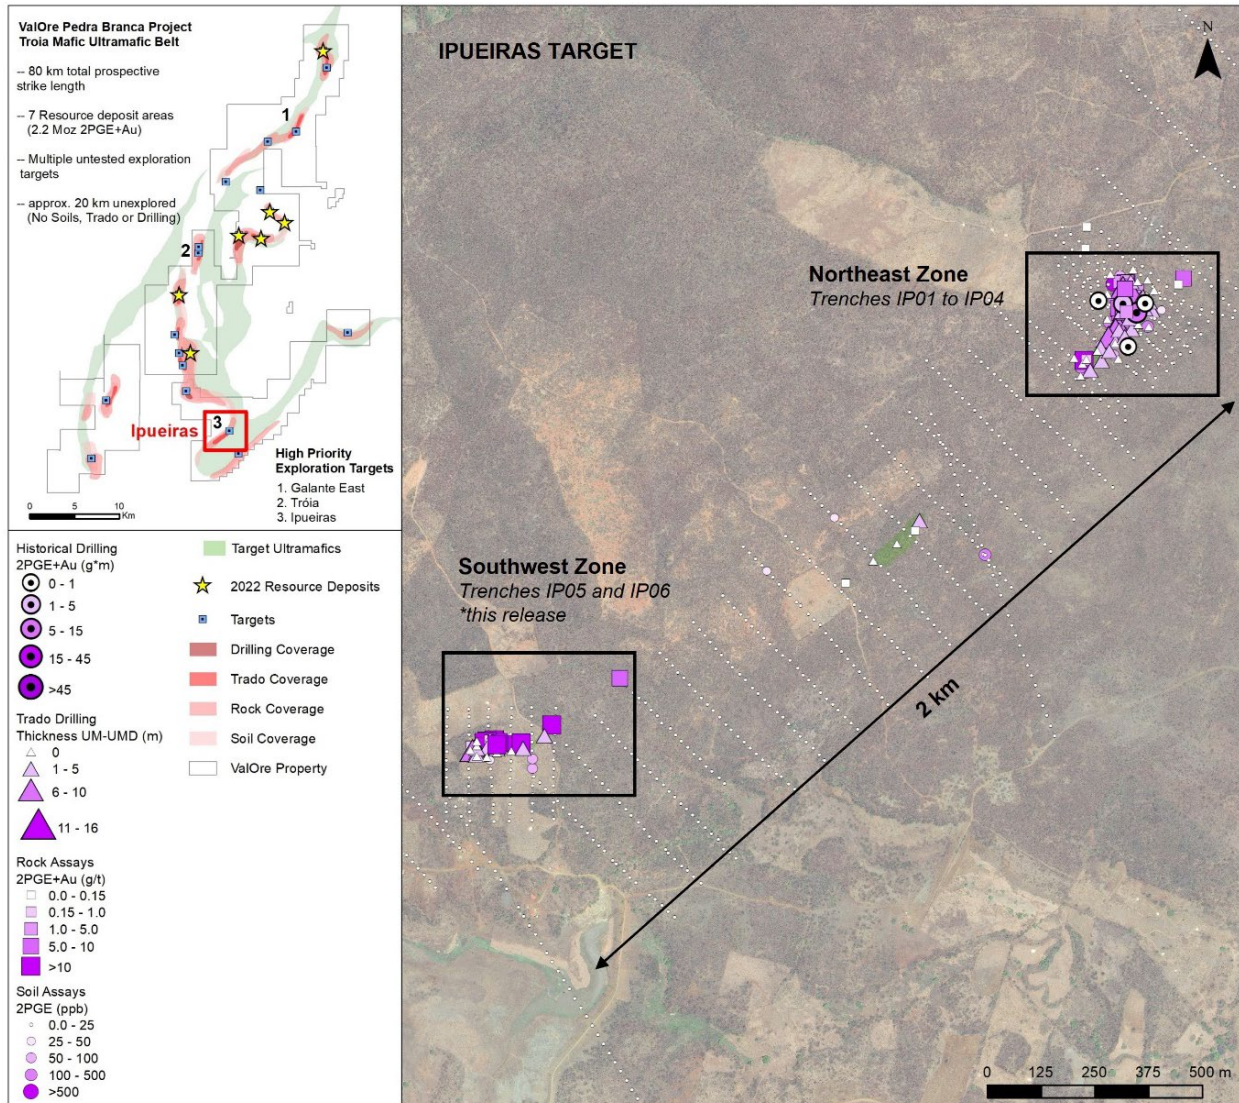 ValOre Pedra Branca Project
Troia Mafic Ultramafic Belt
-- 80 km total prospective
strike length
-- 7 Resource deposit areas
(2.2 Moz 2PGE+Au)
-- Multiple untested exploration
targets
-- approx. 20 km unexplored
(No Soils, Trado or Drilling)
1
2
3
Ipueiras
High Priority
Exploration Targets
1. Galante East
2. Tróia
3. Ipueiras
0 5 10
Km
Historical Drilling
2PGE+Au (g*m)
0 - 1
1 - 5
5 - 15
15 - 45
>45
Trado Drilling
Thickness UM-UMD (m)
0
1 - 5
6 - 10
11 - 16
Rock Assays
2PGE+Au (g/t)
0.0 - 0.15
0.15 - 1.0
1.0 - 5.0
5.0 - 10
>10
Soil Assays
2PGE (ppb)
0.0 - 25
25 - 50
50 - 100
100 - 500
>500
Target Ultramafics
2022 Resource Deposits
Targets
Drilling Coverage
Trado Coverage
Rock Coverage
Soil Coverage
ValOre Property
IPUEIRAS TARGET
N
Northeast Zone
Trenches IP01 to IP04
Southwest Zone
Trenches IP05 and IP06
*this release
2 km
0 125 250 375 500 m